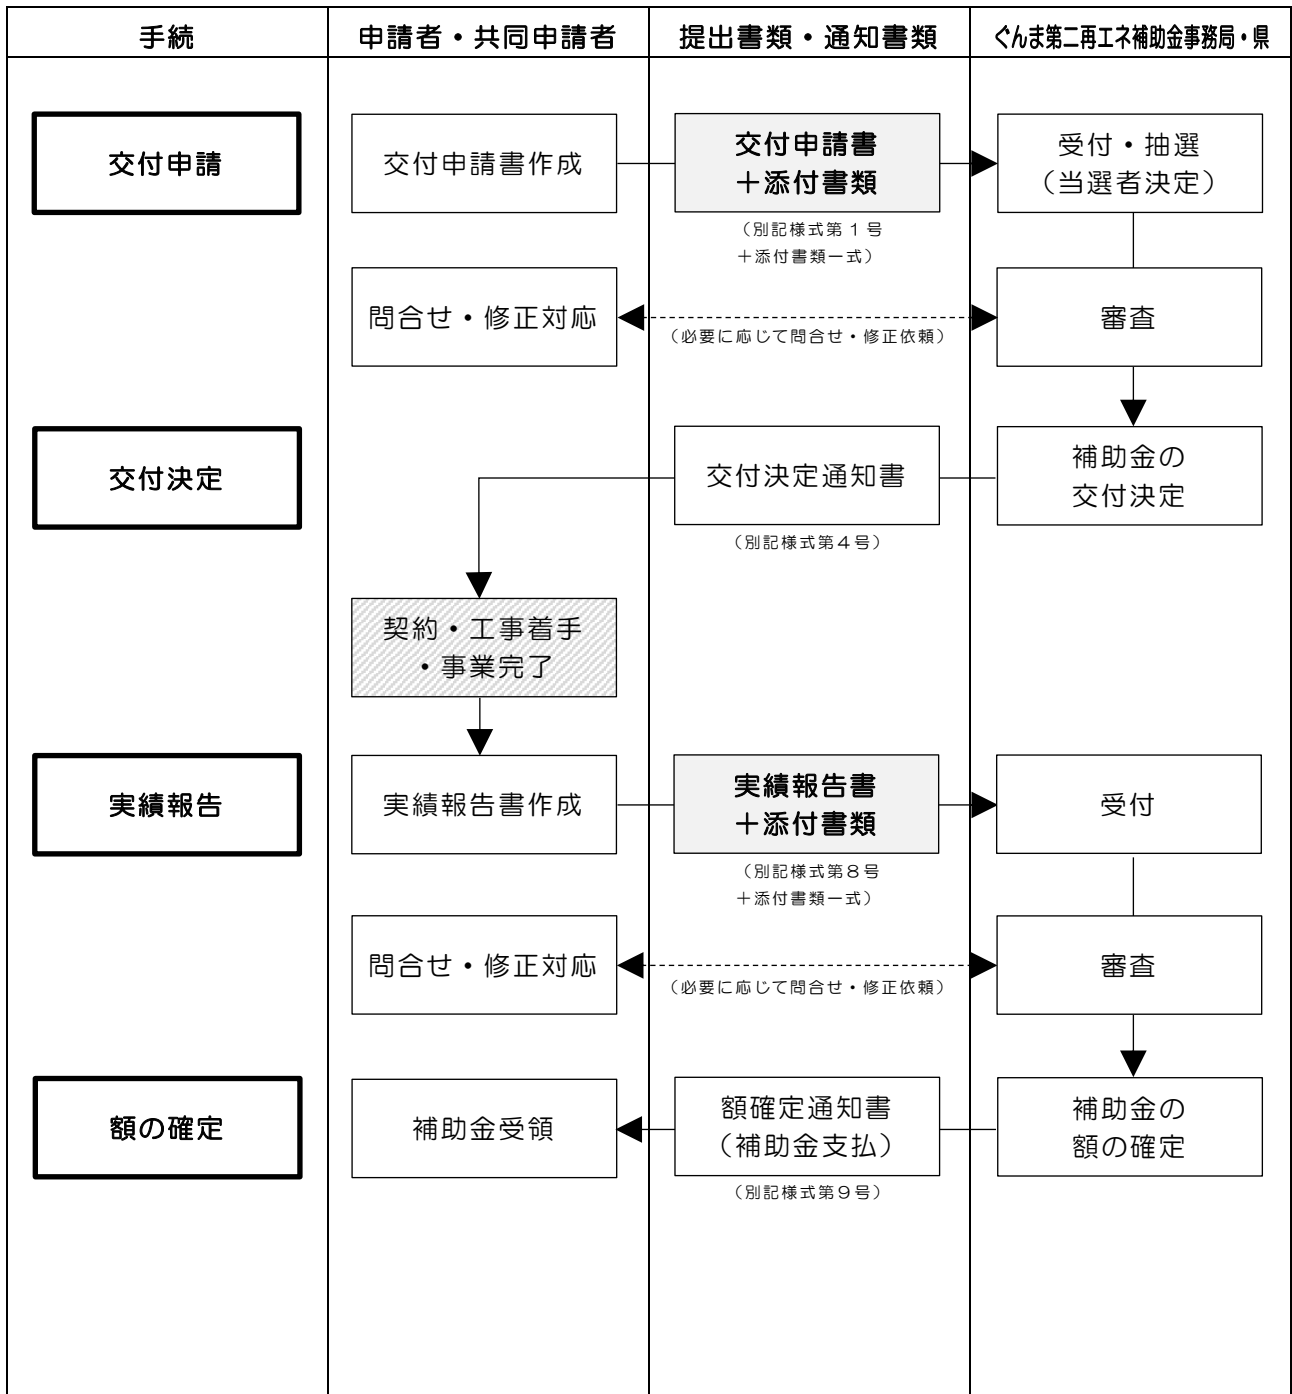 手続
申請者・共同申請者
提出書類・通知書類
ぐんま第二再エネ補助金事務局・県
交付申請
交付申請書作成
交付申請書
＋添付書類
（別記様式第１号
＋添付書類一式）
受付・抽選
（当選者決定）
問合せ・修正対応
（必要に応じて問合せ・修正依頼）
審査
交付決定
交付決定通知書
（別記様式第４号）
補助金の
交付決定
契約・工事着手
・事業完了
実績報告
実績報告書作成
実績報告書
＋添付書類
（別記様式第８号
＋添付書類一式）
受付
問合せ・修正対応
（必要に応じて問合せ・修正依頼）
審査
額の確定
補助金受領
額確定通知書
（補助金支払）
（別記様式第９号）
補助金の
額の確定